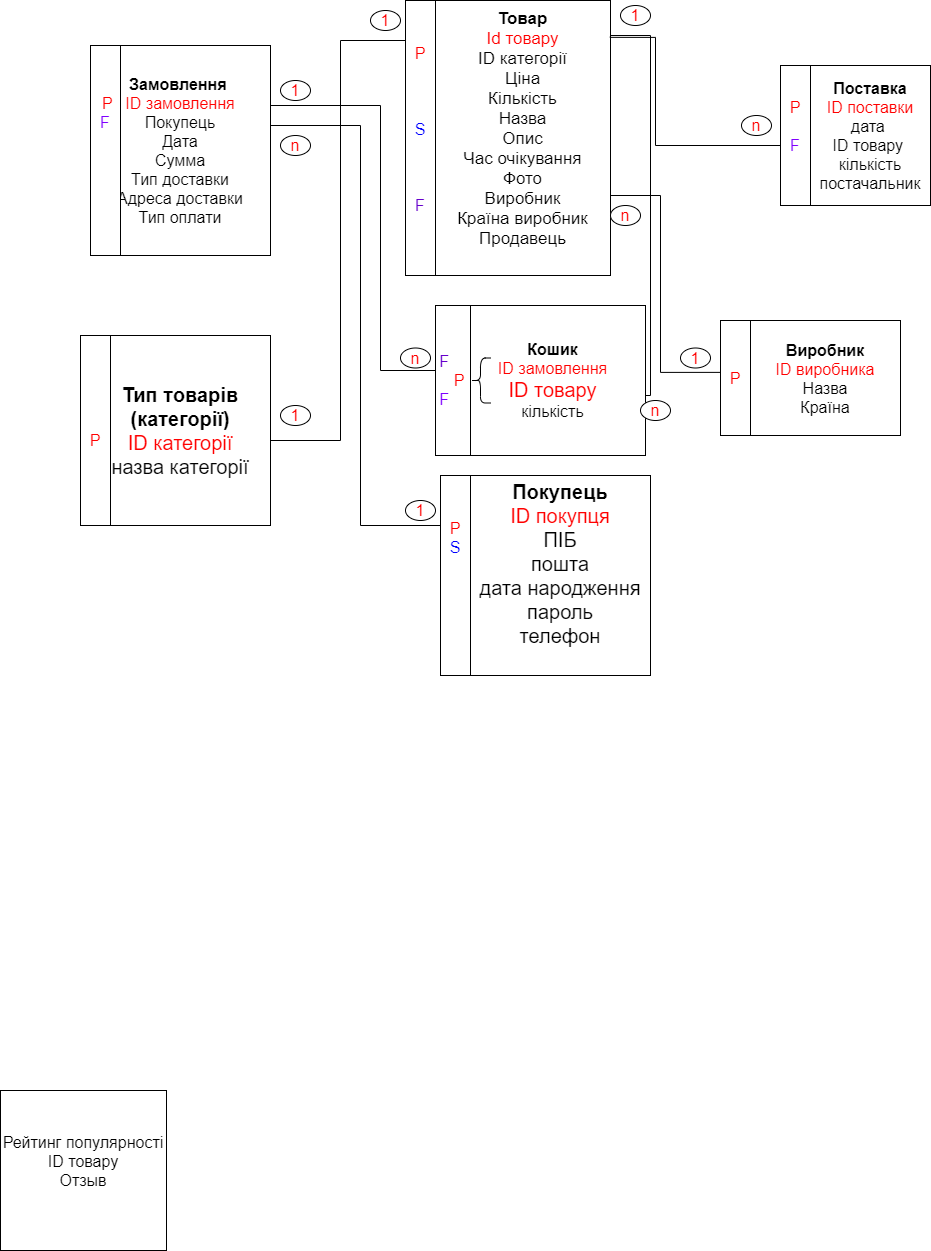 1
Товар
1
P
Id товару
ID категорії
Ціна
Кількість
S
Назва
Опис
Час очікування
Фото
F
Виробник
n
Країна виробник
Продавець
Замовлення
1
P
ID замовлення
F
Покупець
n
Дата
Сумма
Тип доставки
Адреса доставки
Тип оплати
Поставка
P
ID поставки
n
дата
F
ID товару
кількість
постачальник
n
F
P
F
Кошик
ID замовлення
ID товару
кількість
n
1
P
Виробник
ID виробника
Назва
Країна
Тип товарів
(категорії)
1
P
ID категорії
назва категорії
1
P
S
Покупець
ID покупця
ПІБ
пошта
дата народження
пароль
телефон
Рейтинг популярності
ID товару
Отзыв